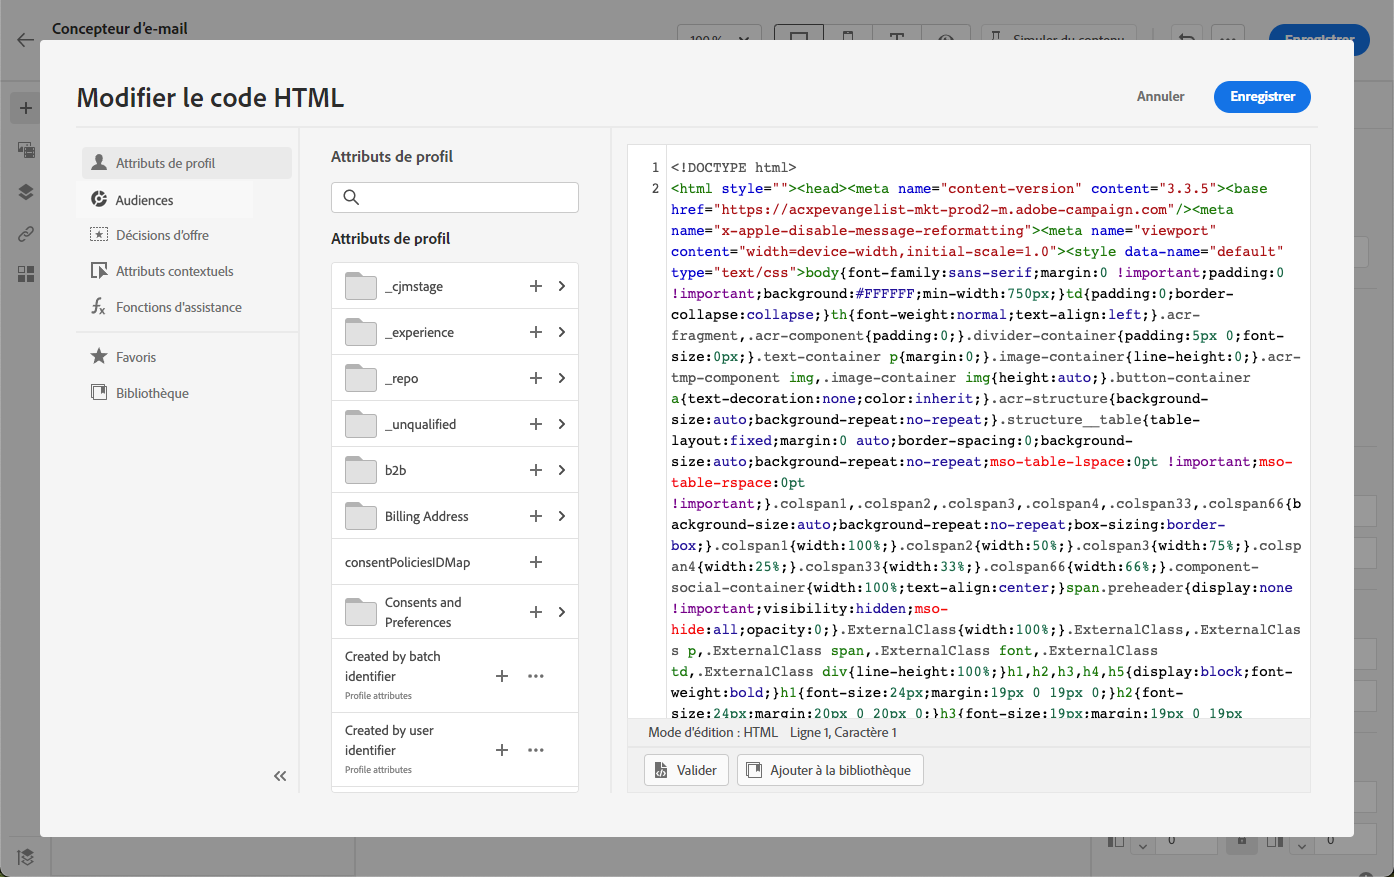 Concepteur d'e-mail
100 %
Simuler du contenu
Enregistrer
Modifier le code HTML
Annuler
Enregistrer
Attributs de profil
Audiences
Décisions d'offre
Attributs contextuels
Fonctions d'assistance
Favoris
Bibliothèque
Attributs de profil
Attributs de profil
_cjmstage
_experience
_repo
_unqualified
b2b
Billing Address
consentPoliciesIDMap
Consents and
Preferences
Created by batch
identifier
Profile attributes
Created by user
identifier
Profile attributes
1 <!DOCTYPE html>
2 <html style=""><head><meta name="content-version" content="3.3.5"><base
href="https://acxpevangelist-mkt-prod2-m.adobe-campaign.com"/><meta
name="x-apple-disable-message-reformatting"><meta name="viewport"
content="width=device-width,initial-scale=1.0"><style data-name="default"
type="text/css">body{font-family:sans-serif;margin:0 !important;padding:0
!important;background:#FFFFFF;min-width:750px;}td{padding:0;border-
collapse:collapse;}th{font-weight:normal;text-align:left;}.acr-
fragment,.acr-component{padding:0;}.divider-container{padding:5px 0;font-
size:0px;}.text-container p{margin:0;}.image-container{line-height:0;}.acr-
tmp-component img,.image-container img{height:auto;}.button-container
a{text-decoration:none;color:inherit;}.acr-structure{background-
size:auto;background-repeat:no-repeat;}.structure__table{table-
layout:fixed;margin:0 auto;border-spacing:0;background-
size:auto;background-repeat:no-repeat;mso-table-lspace:0pt !important;mso-
table-rspace:0pt
!important;}.colspan1,.colspan2,.colspan3,.colspan4,.colspan33,.colspan66{b
ackground-size:auto;background-repeat:no-repeat;box-sizing:border-
box;}.colspan1{width:100%;}.colspan2{width:50%;}.colspan3{width:75%;}.colsp
an4{width:25%;}.colspan33{width:33%;}.colspan66{width:66%;}.component-
social-container{width:100%;text-align:center;}span.preheader{display:none
!important;visibility:hidden;mso-
hide:all;opacity:0;}.ExternalClass{width:100%;}.ExternalClass,.ExternalClas
s p,.ExternalClass span,.ExternalClass font,.ExternalClass
td,.ExternalClass div{line-height:100%;}h1,h2,h3,h4,h5{display:block;font-
weight:bold;}h1{font-size:24px;margin:19px 0 19px 0;}h2{font-
size:24px;margin:20px 0 20px 0;}h3{font-size:19px;margin:19px 0 19px
Mode d'édition : HTML Ligne 1, Caractère 1
Valider
Ajouter à la bibliothèque
0
0